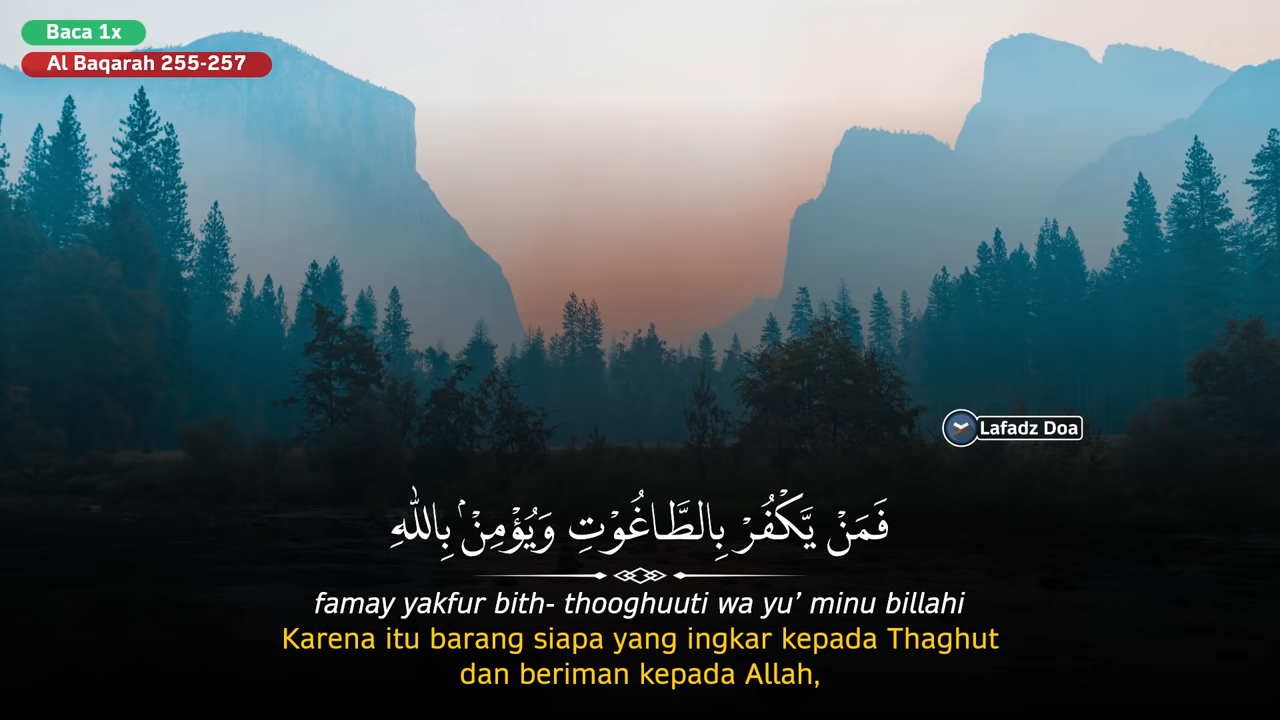 Baca 1x
Al Baqarah 255-257
Lafadz Doa
فَمَنْ يَّكْفُرْ بِالطَّاغُوْتِ وَيُؤْمِنْۢ بِاللّٰهِ
famay yakfur bith- thooghuuti wa yu’ minu billahi
Karena itu barang siapa yang ingkar kepada Thaghut
dan beriman kepada Allah,